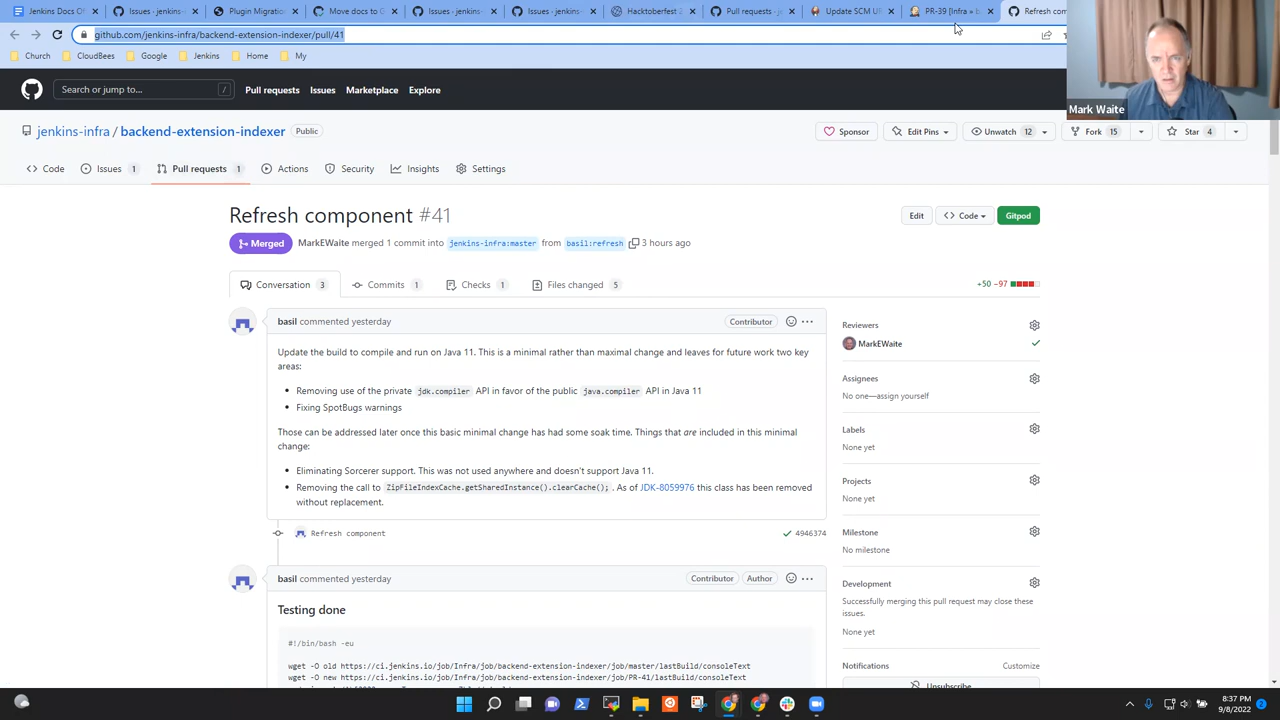 Jenkins Docs Of
Issues · jenkins-
Plugin Migratio
Move docs to G
Issues · jenkins-
Issues · jenkins-
Hacktoberfest 2
Pull requests · j
Update SCM U
PR-39 [Infra » b
Refresh com
github.com/jenkins-infra/backend-extension-indexer/pull/41
Church
CloudBees
Google
Jenkins
Home
My
Mark Waite
Search or jump to...
/
Pull requests
Issues
Marketplace
Explore
jenkins-infra / backend-extension-indexer
Public
Sponsor
Edit Pins
Unwatch 12
Fork 15
Star 4
Code
Issues 1
Pull requests 1
Actions
Security
Insights
Settings
Refresh component #41
Edit
Code
Gitpod
Merged
MarkEWaite merged 1 commit into jenkins-infra:master from basil:refresh 3 hours ago
Conversation 3
Commits 1
Checks 1
Files changed 5
+50 −97
basil commented yesterday
Contributor
Update the build to compile and run on Java 11. This is a minimal rather than maximal change and leaves for future work two key
areas:
• Removing use of the private jdk.compiler API in favor of the public java.compiler API in Java 11
• Fixing SpotBugs warnings
Those can be addressed later once this basic minimal change has had some soak time. Things that are included in this minimal
change:
• Eliminating Sorcerer support. This was not used anywhere and doesn't support Java 11.
• Removing the call to ZipFileIndexCache.getSharedInstance().clearCache(); . As of JDK-8059976 this class has been removed
without replacement.
Refresh component
4946374
basil commented yesterday
Contributor
Author
Testing done
#!/bin/bash -eu
wget -O old https://ci.jenkins.io/job/Infra/job/backend-extension-indexer/job/master/lastBuild/consoleText
wget -O new https://ci.jenkins.io/job/Infra/job/backend-extension-indexer/job/PR-41/lastBuild/consoleText
Reviewers
MarkEWaite
Assignees
No one—assign yourself
Labels
None yet
Projects
None yet
Milestone
No milestone
Development
Successfully merging this pull request may close these
issues.
None yet
Notifications
Customize
Unsubscribe
8:37 PM
9/8/2022
2